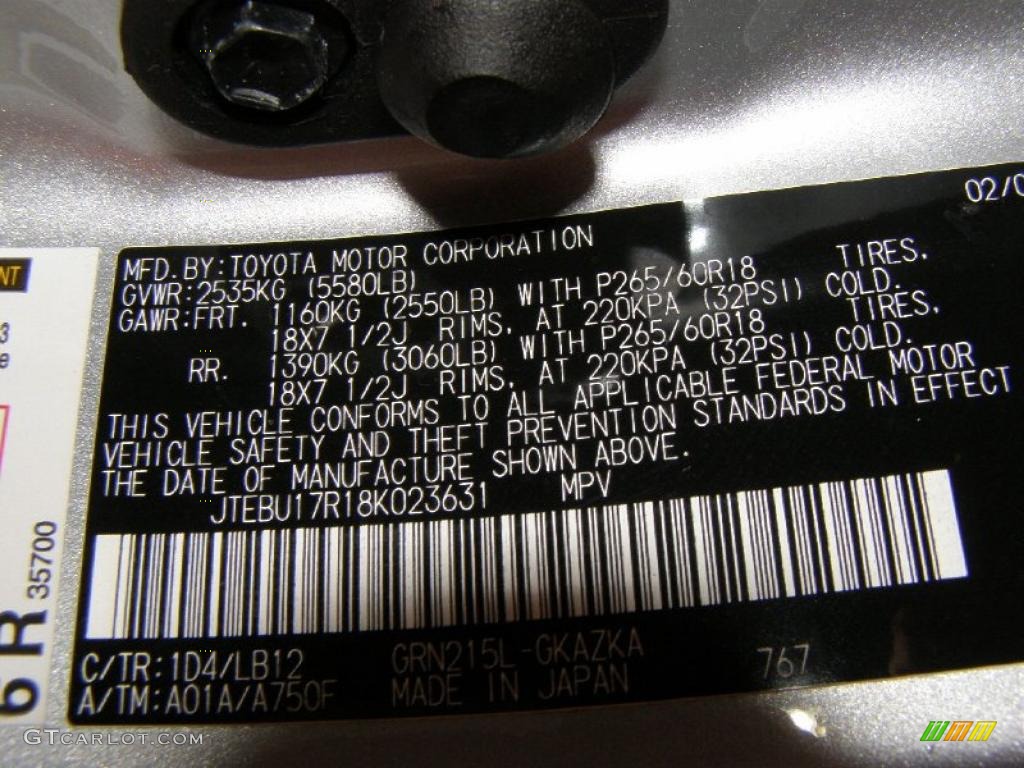 02/0
MFD.BY:TOYOTA MOTOR CORPORATION
GVWR:2535KG (5580LB)
GAWR:FRT. 1160KG (2550LB) WITH P265/60R18 TIRES,
18X7 1/2J RIMS, AT 220KPA (32PSI) COLD.
RR. 1390KG (3060LB) WITH P265/60R18 TIRES,
18X7 1/2J RIMS, AT 220KPA (32PSI) COLD.
THIS VEHICLE CONFORMS TO ALL APPLICABLE FEDERAL MOTOR
VEHICLE SAFETY AND THEFT PREVENTION STANDARDS IN EFFECT
THE DATE OF MANUFACTURE SHOWN ABOVE.
JTEBU17R18K023631 MPV
C/TR:1D4/LB12 GRN215L-GKAZKA 767
A/TM:A01A/A750F MADE IN JAPAN
NT
3
e
6 R 35700
GTCARLOT.COM